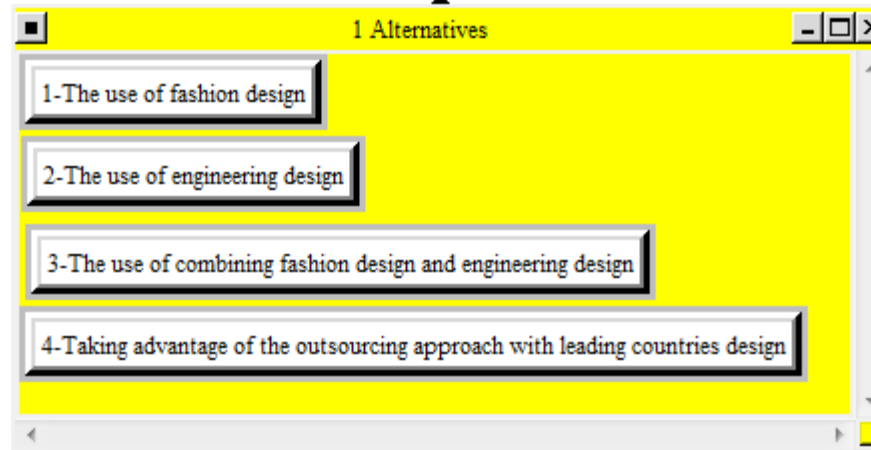 1 Alternatives
1-The use of fashion design
2-The use of engineering design
3-The use of combining fashion design and engineering design
4-Taking advantage of the outsourcing approach with leading countries design